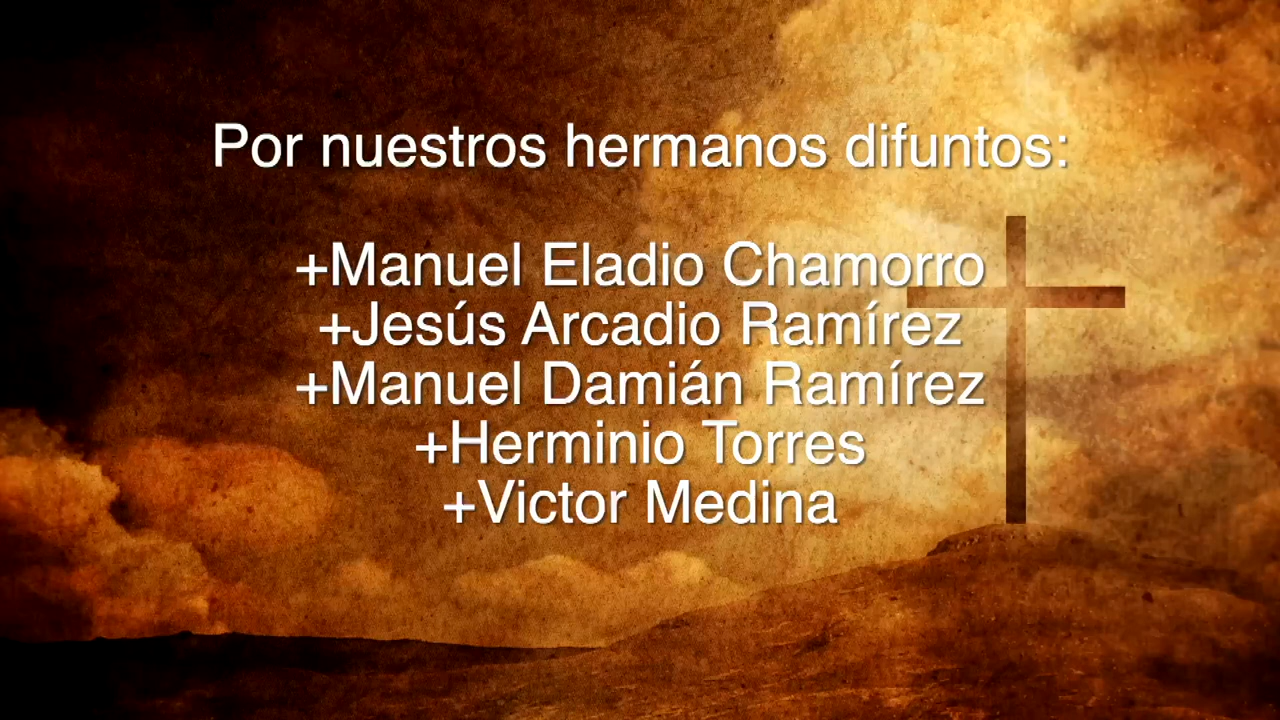 Por nuestros hermanos difuntos:
+Manuel Eladio Chamorro
+Jesús Arcadio Ramírez
+Manuel Damián Ramírez
+Herminio Torres
+Victor Medina